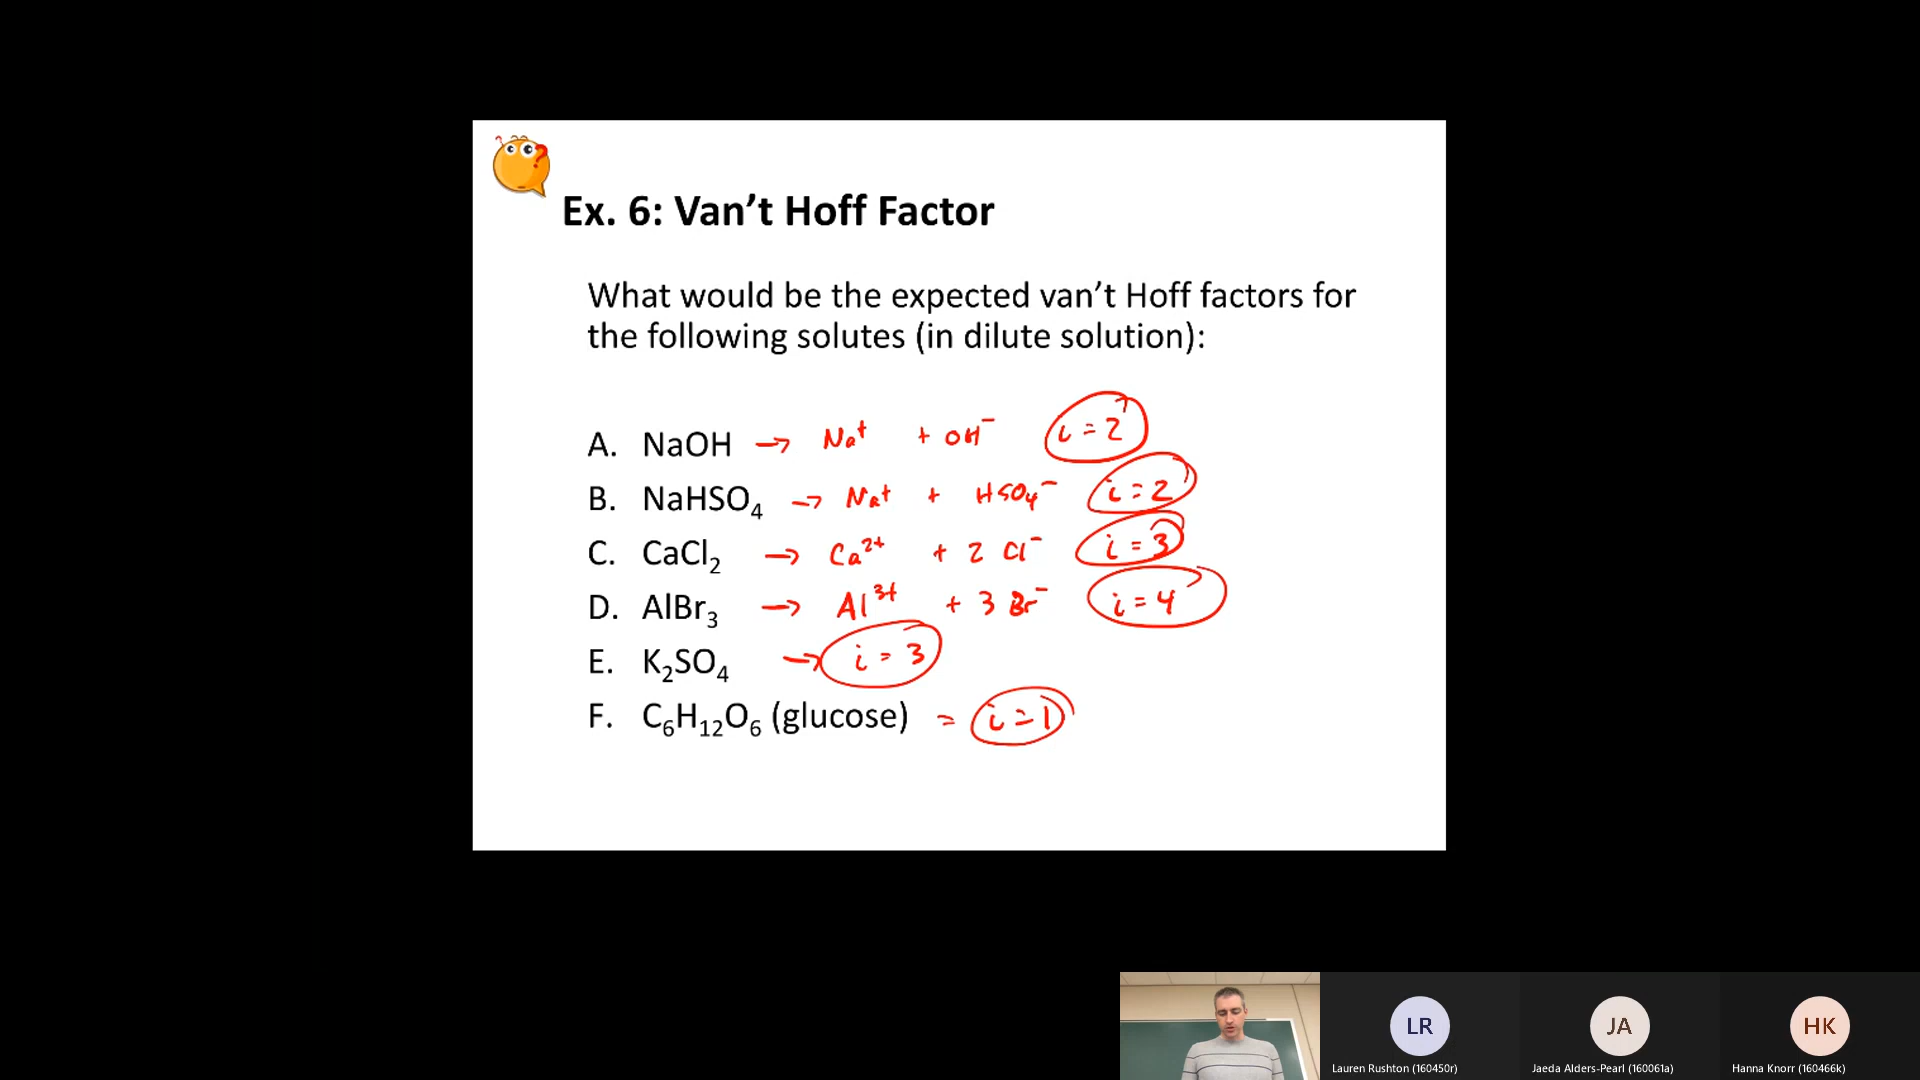 Ex. 6: Van’t Hoff Factor
What would be the expected van’t Hoff factors for
the following solutes (in dilute solution):
A. NaOH → Na⁺ + OH⁻ i = 2
B. NaHSO₄ → Na⁺ + HSO₄⁻ i = 2
C. CaCl₂ → Ca²⁺ + 2 Cl⁻ i = 3
D. AlBr₃ → Al³⁺ + 3 Br⁻ i = 4
E. K₂SO₄ → i = 3
F. C₆H₁₂O₆ (glucose) = i = 1
LR JA HK
Lauren Rushton (160450r) Jaeda Alders-Pearl (160061a) Hanna Knorr (160466k)